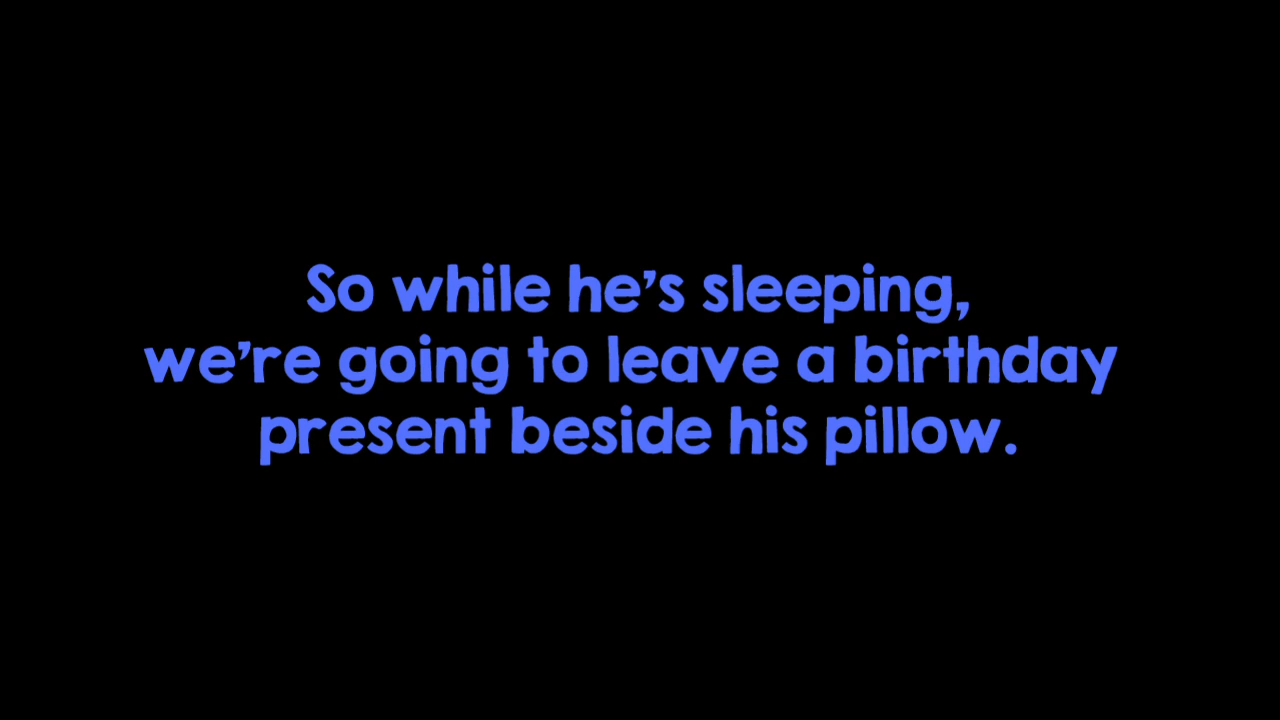 So while he's sleeping,
we're going to leave a birthday
present beside his pillow.